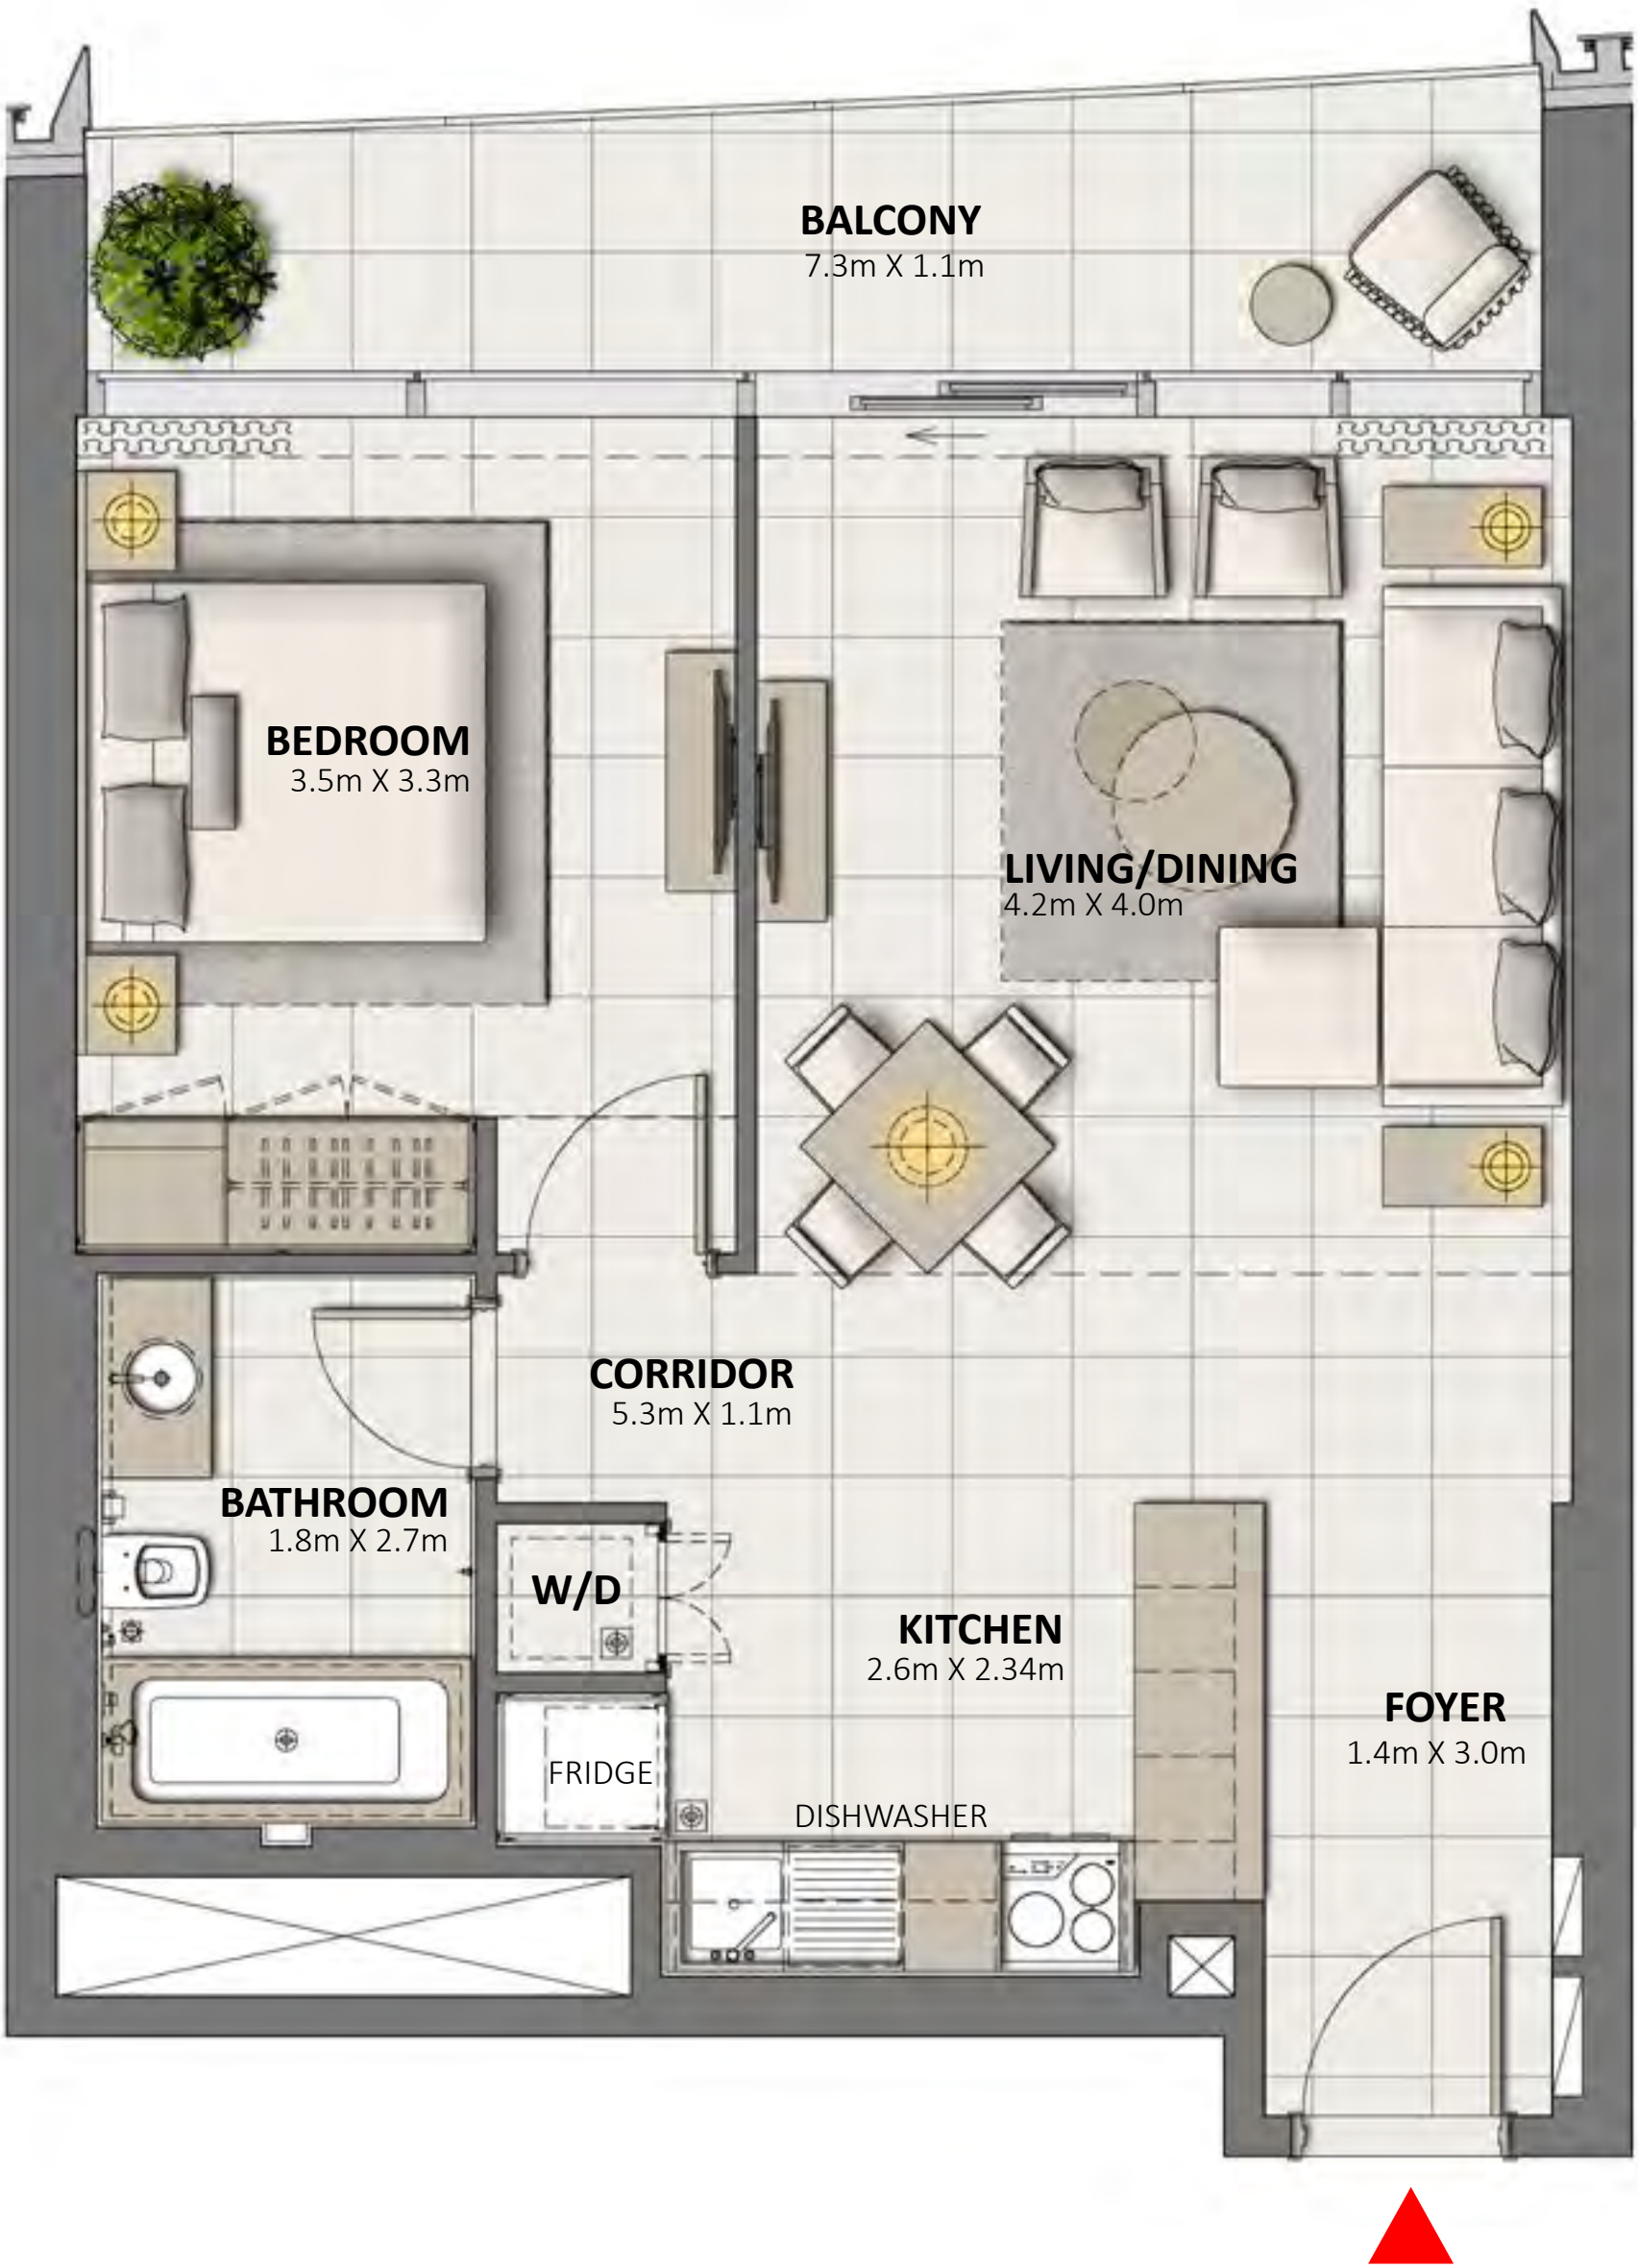 BALCONY
7.3m X 1.1m
BEDROOM
3.5m X 3.3m
LIVING/DINING
4.2m X 4.0m
CORRIDOR
5.3m X 1.1m
BATHROOM
1.8m X 2.7m
W/D
KITCHEN
2.6m X 2.34m
FOYER
1.4m X 3.0m
FRIDGE
DISHWASHER